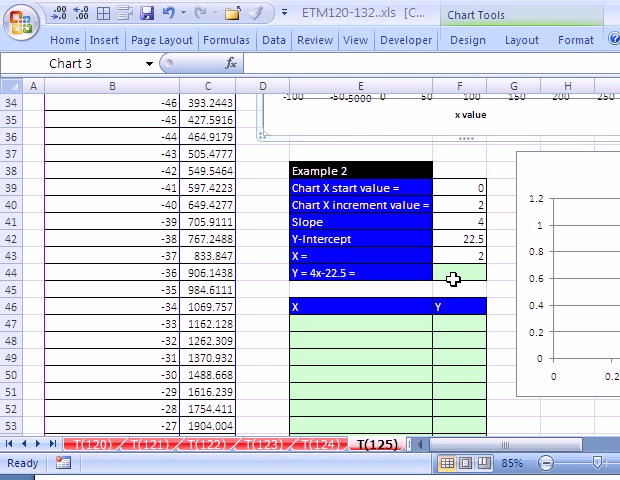 ETM120-132..xls [C...
Chart Tools
Home Insert Page Layout Formulas Data Review View Developer Design Layout Format
Chart 3 fx
A B C D E F G H
34 -46 393.2443 -100 -50 -5000 0 50 100 150 200 250
35 -45 427.5916 x value
36 -44 464.9179
37 -43 505.4777
38 -42 549.5464 Example 2
39 -41 597.4223 Chart X start value = 0 1.2
40 -40 649.4277 Chart X increment value = 2
41 -39 705.9111 Slope 4 1
42 -38 767.2488 Y-Intercept 22.5
43 -37 833.847 X = 2 0.8
44 -36 906.1438 Y = 4x-22.5 =
45 -35 984.6111 0.6
46 -34 1069.757 X Y
47 -33 1162.128 0.4
48 -32 1262.309
49 -31 1370.932 0.2
50 -30 1488.668 0
51 -29 1616.239 0 0.2
52 -28 1754.411
53 -27 1904.004
T(120) T(121) T(122) T(123) T(124) T(125)
Ready 85%